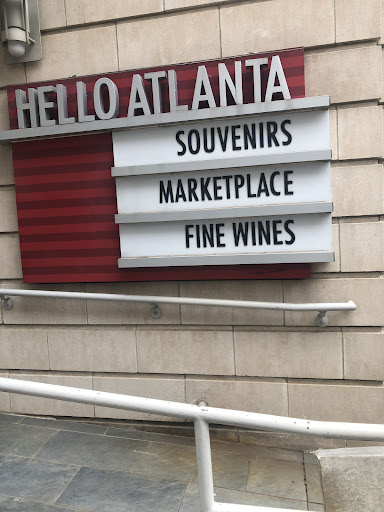 HELLO ATLANTA
SOUVENIRS
MARKETPLACE
FINE WINES